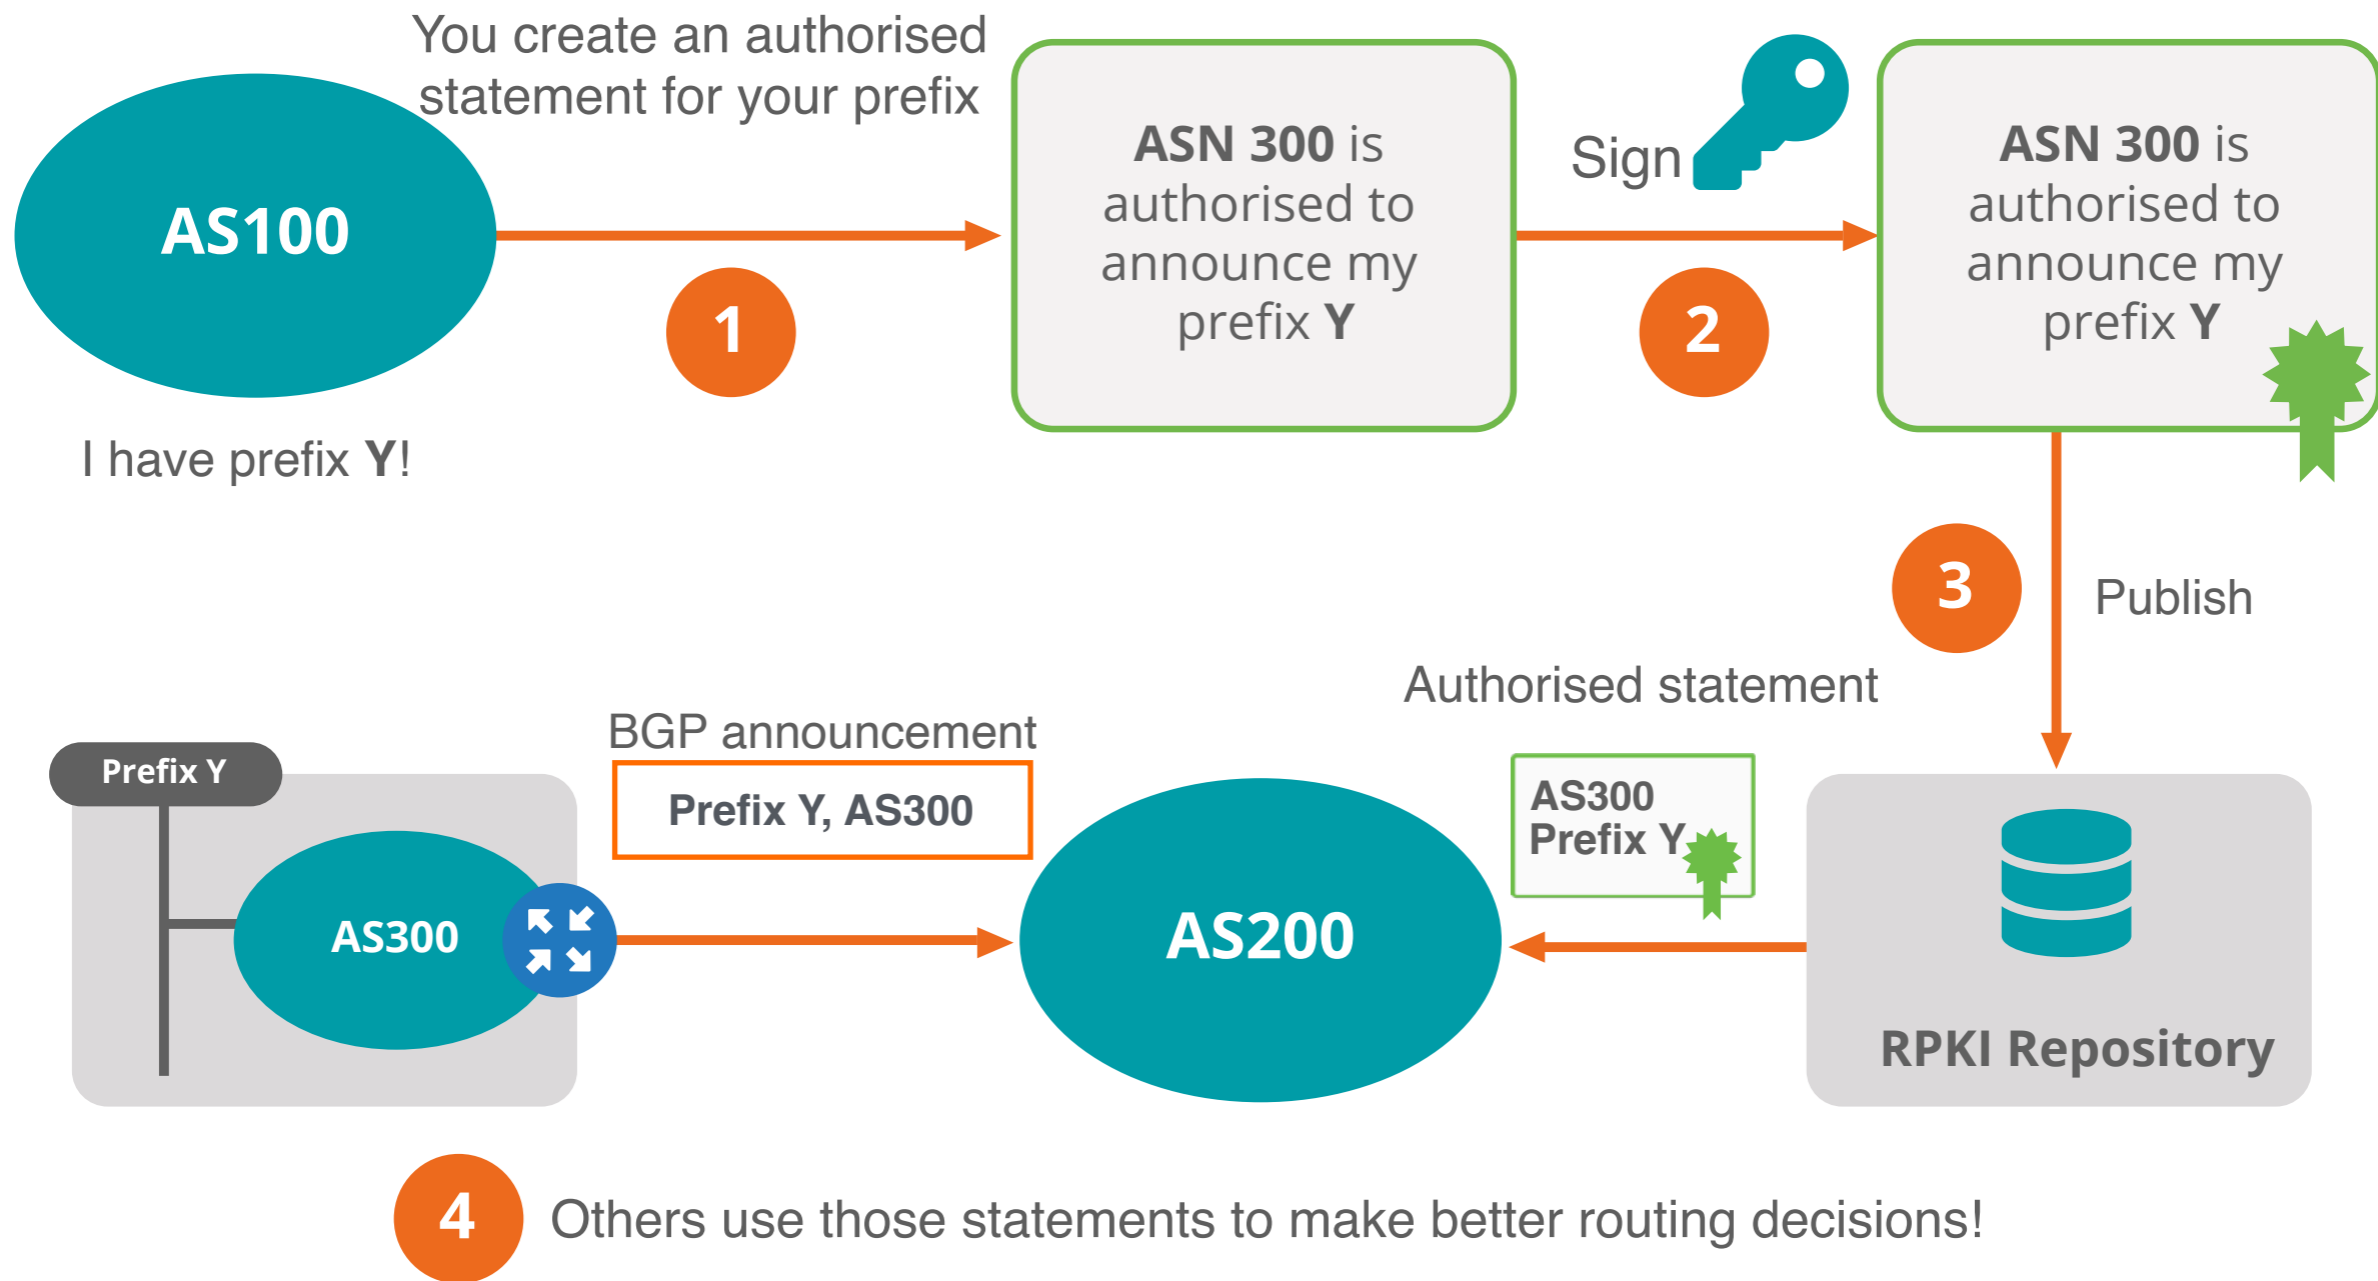 You create an authorised
statement for your prefix
AS100
I have prefix Y!
1
ASN 300 is
authorised to
announce my
prefix Y
Sign
2
ASN 300 is
authorised to
announce my
prefix Y
3
Publish
Prefix Y
AS300
BGP announcement
Prefix Y, AS300
AS200
Authorised statement
AS300
Prefix Y
RPKI Repository
4
Others use those statements to make better routing decisions!